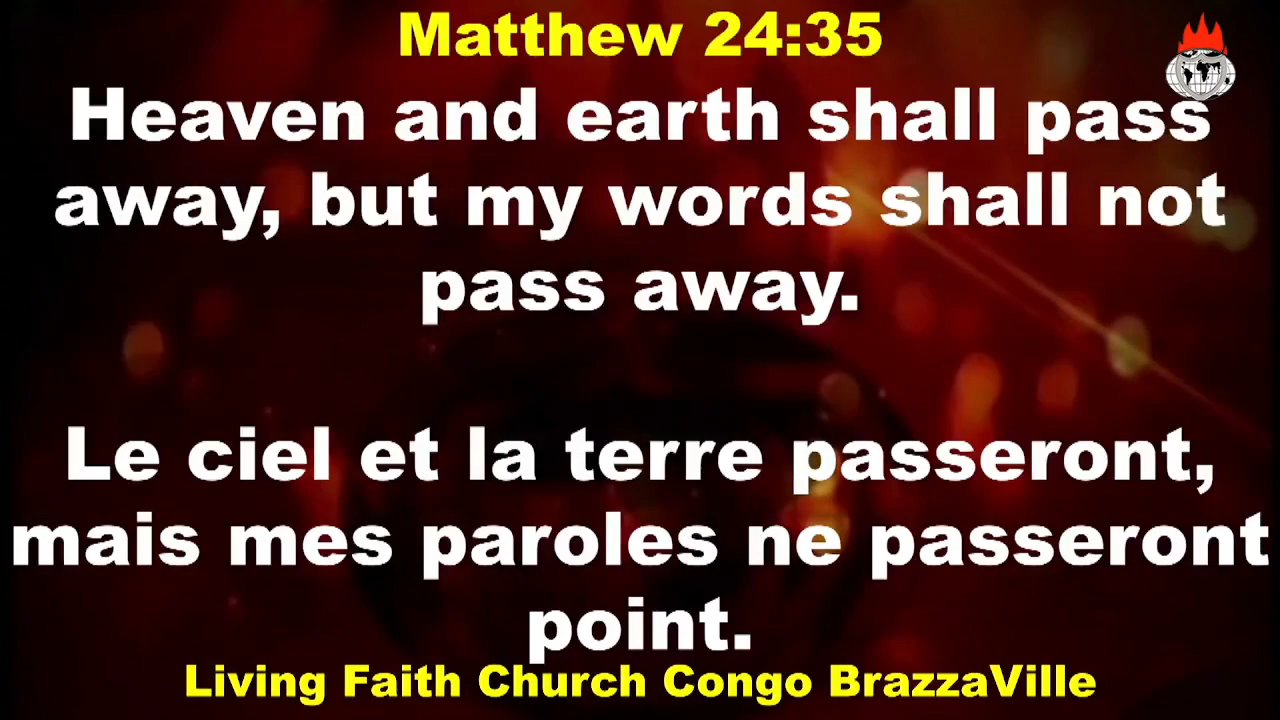 Matthew 24:35
Heaven and earth shall pass
away, but my words shall not
pass away.
Le ciel et la terre passeront,
mais mes paroles ne passeront
point.
Living Faith Church Congo BrazzaVille